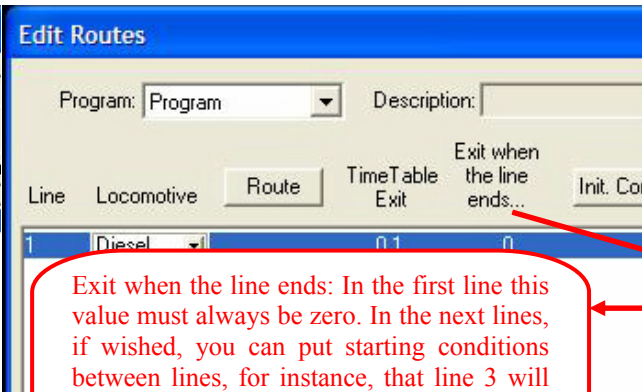 Edit Routes
Program: Program Description:
Line Locomotive Route TimeTable Exit Exit when the line ends... Init. Co
1 Diesel 0.1 0
Exit when the line ends: In the first line this
value must always be zero. In the next lines,
if wished, you can put starting conditions
between lines, for instance, that line 3 will